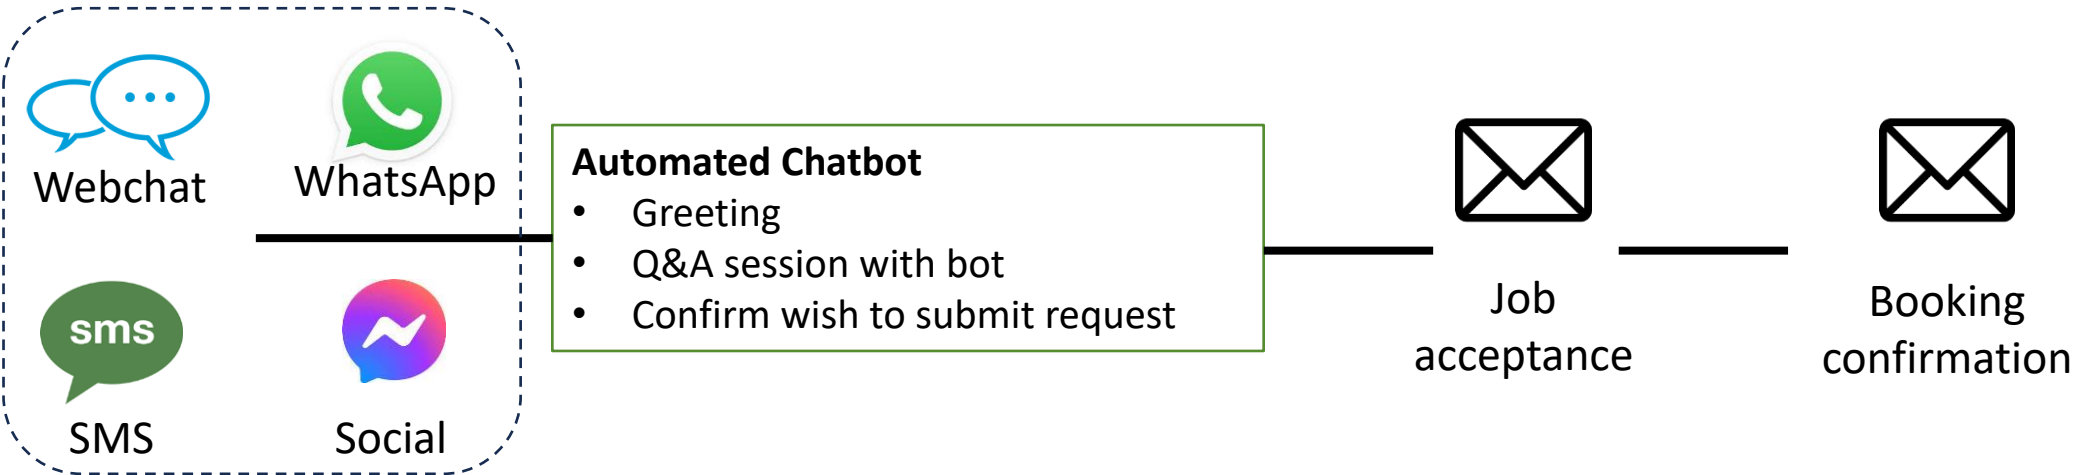 Webchat
WhatsApp
sms
SMS
Social
Automated Chatbot
• Greeting
• Q&A session with bot
• Confirm wish to submit request
Job
acceptance
Booking
confirmation